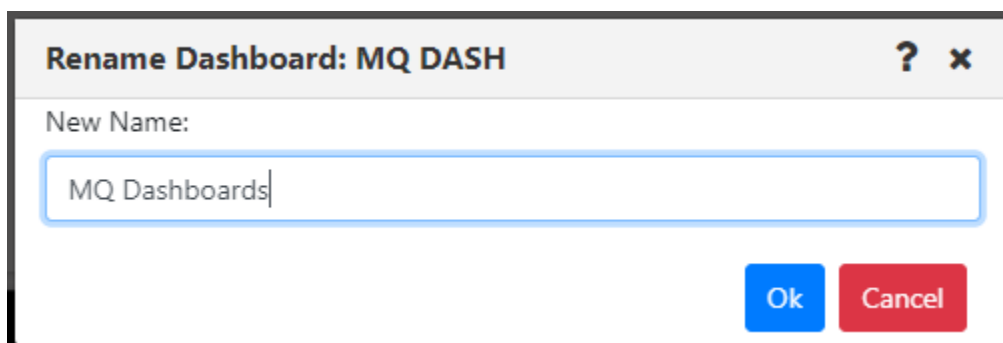 Rename Dashboard: MQ DASH ? ×
New Name:
MQ Dashboards
Ok Cancel